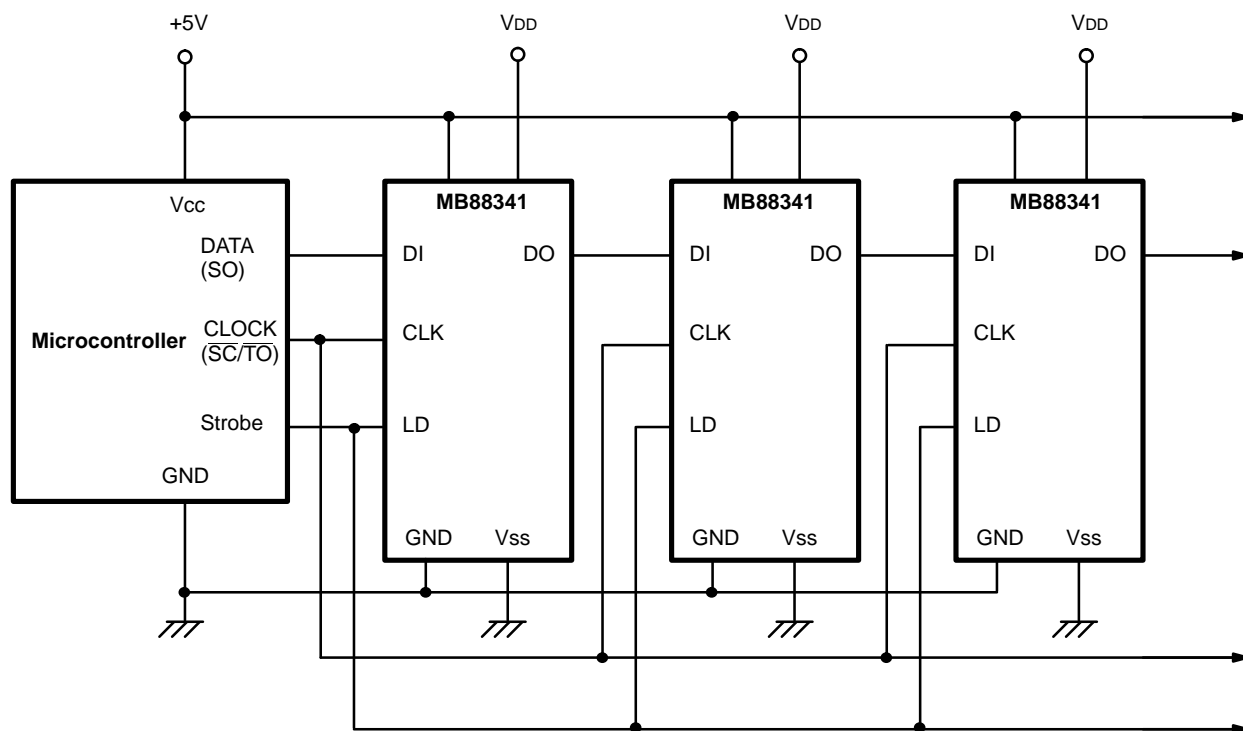 +5V
VDD
VDD
VDD
MB88341
MB88341
MB88341
Vcc
DATA
(SO)
DI
DO
DI
DO
DI
DO
Microcontroller
CLOCK
(SC/TO)
CLK
CLK
CLK
Strobe
LD
LD
LD
GND
GND
Vss
GND
Vss
GND
Vss